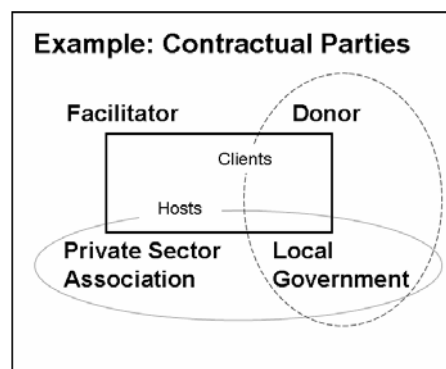 Example: Contractual Parties
Facilitator
Donor
Clients
Hosts
Private Sector
Association
Local
Government